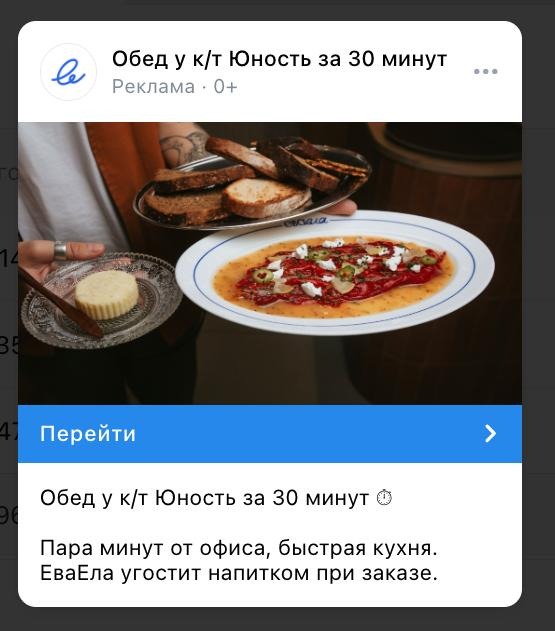 Обед у к/т Юность за 30 минут
Реклама · 0+
Перейти
Обед у к/т Юность за 30 минут ⏱
Пара минут от офиса, быстрая кухня.
ЕваЕла угостит напитком при заказе.